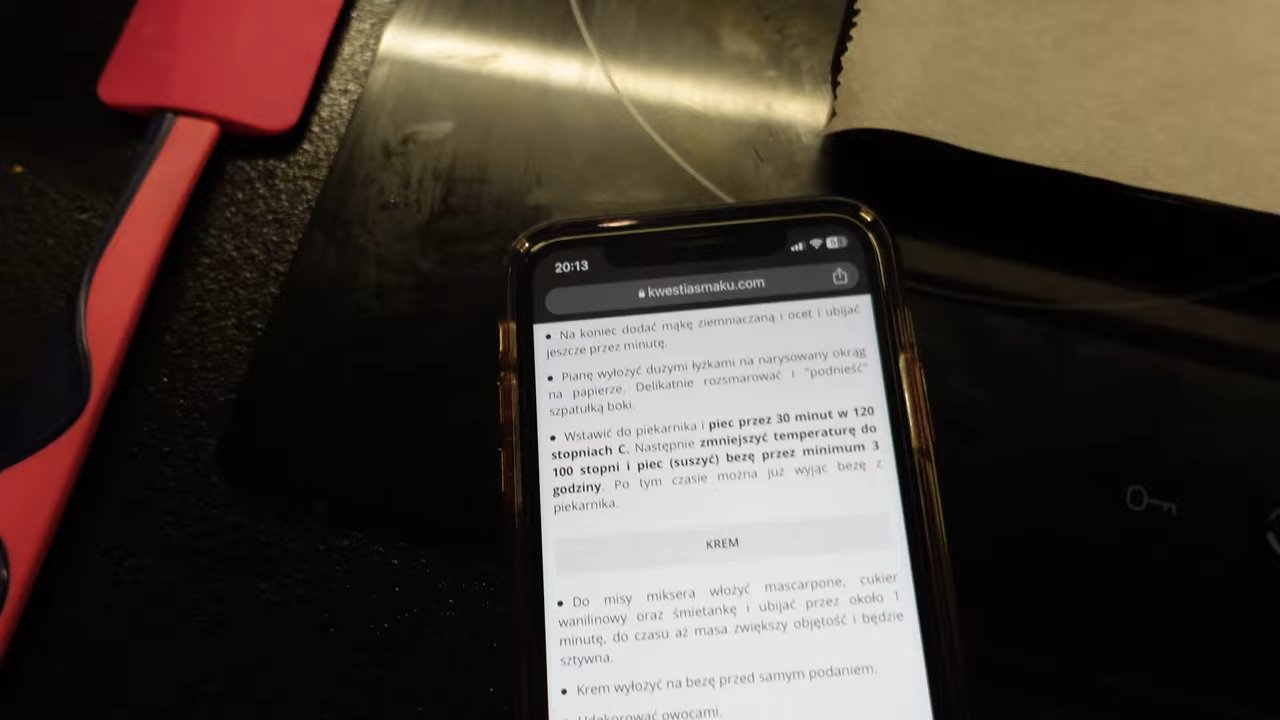 20:13
kwestiasmaku.com
• Na koniec dodać mąkę ziemniaczaną i ocet i ubijać
jeszcze przez minutę.
• Pianę wyłożyć dużymi łyżkami na narysowany okrąg
na papierze. Delikatnie rozsmarować i "podnieść"
szpatułką boki.
• Wstawić do piekarnika i piec przez 30 minut w 120
stopniach C. Następnie zmniejszyć temperaturę do
100 stopni i piec (suszyć) bezę przez minimum 3
godziny. Po tym czasie można już wyjąc bezę z
piekarnika.
KREM
• Do misy miksera włożyć mascarpone, cukier
wanilinowy oraz śmietankę i ubijać przez około 1
minutę, do czasu aż masa zwiększy objętość i będzie
sztywna.
• Krem wyłożyć na bezę przed samym podaniem.
• Udekorować owocami.